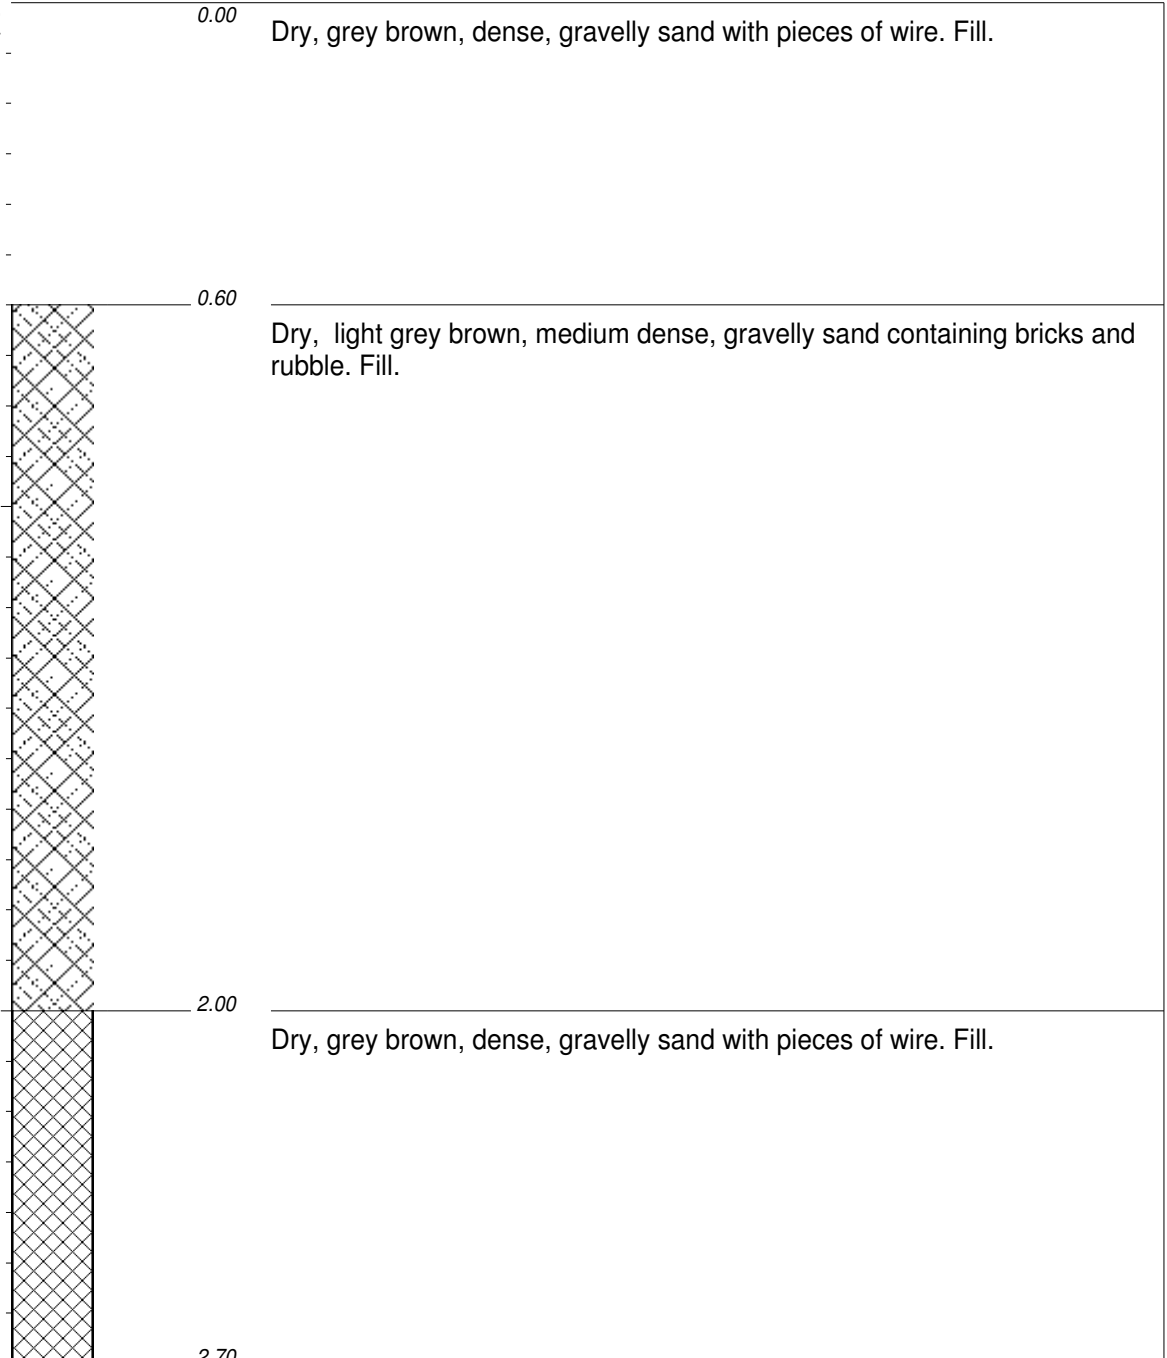 0.00
Dry, grey brown, dense, gravelly sand with pieces of wire. Fill.
0.60
Dry, light grey brown, medium dense, gravelly sand containing bricks and
rubble. Fill.
2.00
Dry, grey brown, dense, gravelly sand with pieces of wire. Fill.
2.70